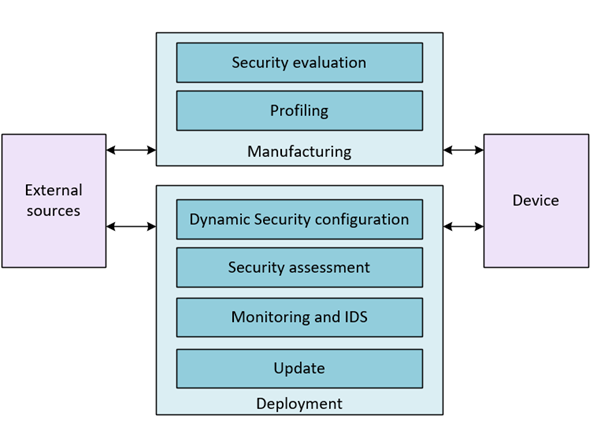 Security evaluation
Profiling
Manufacturing
External
sources
Device
Dynamic Security configuration
Security assessment
Monitoring and IDS
Update
Deployment